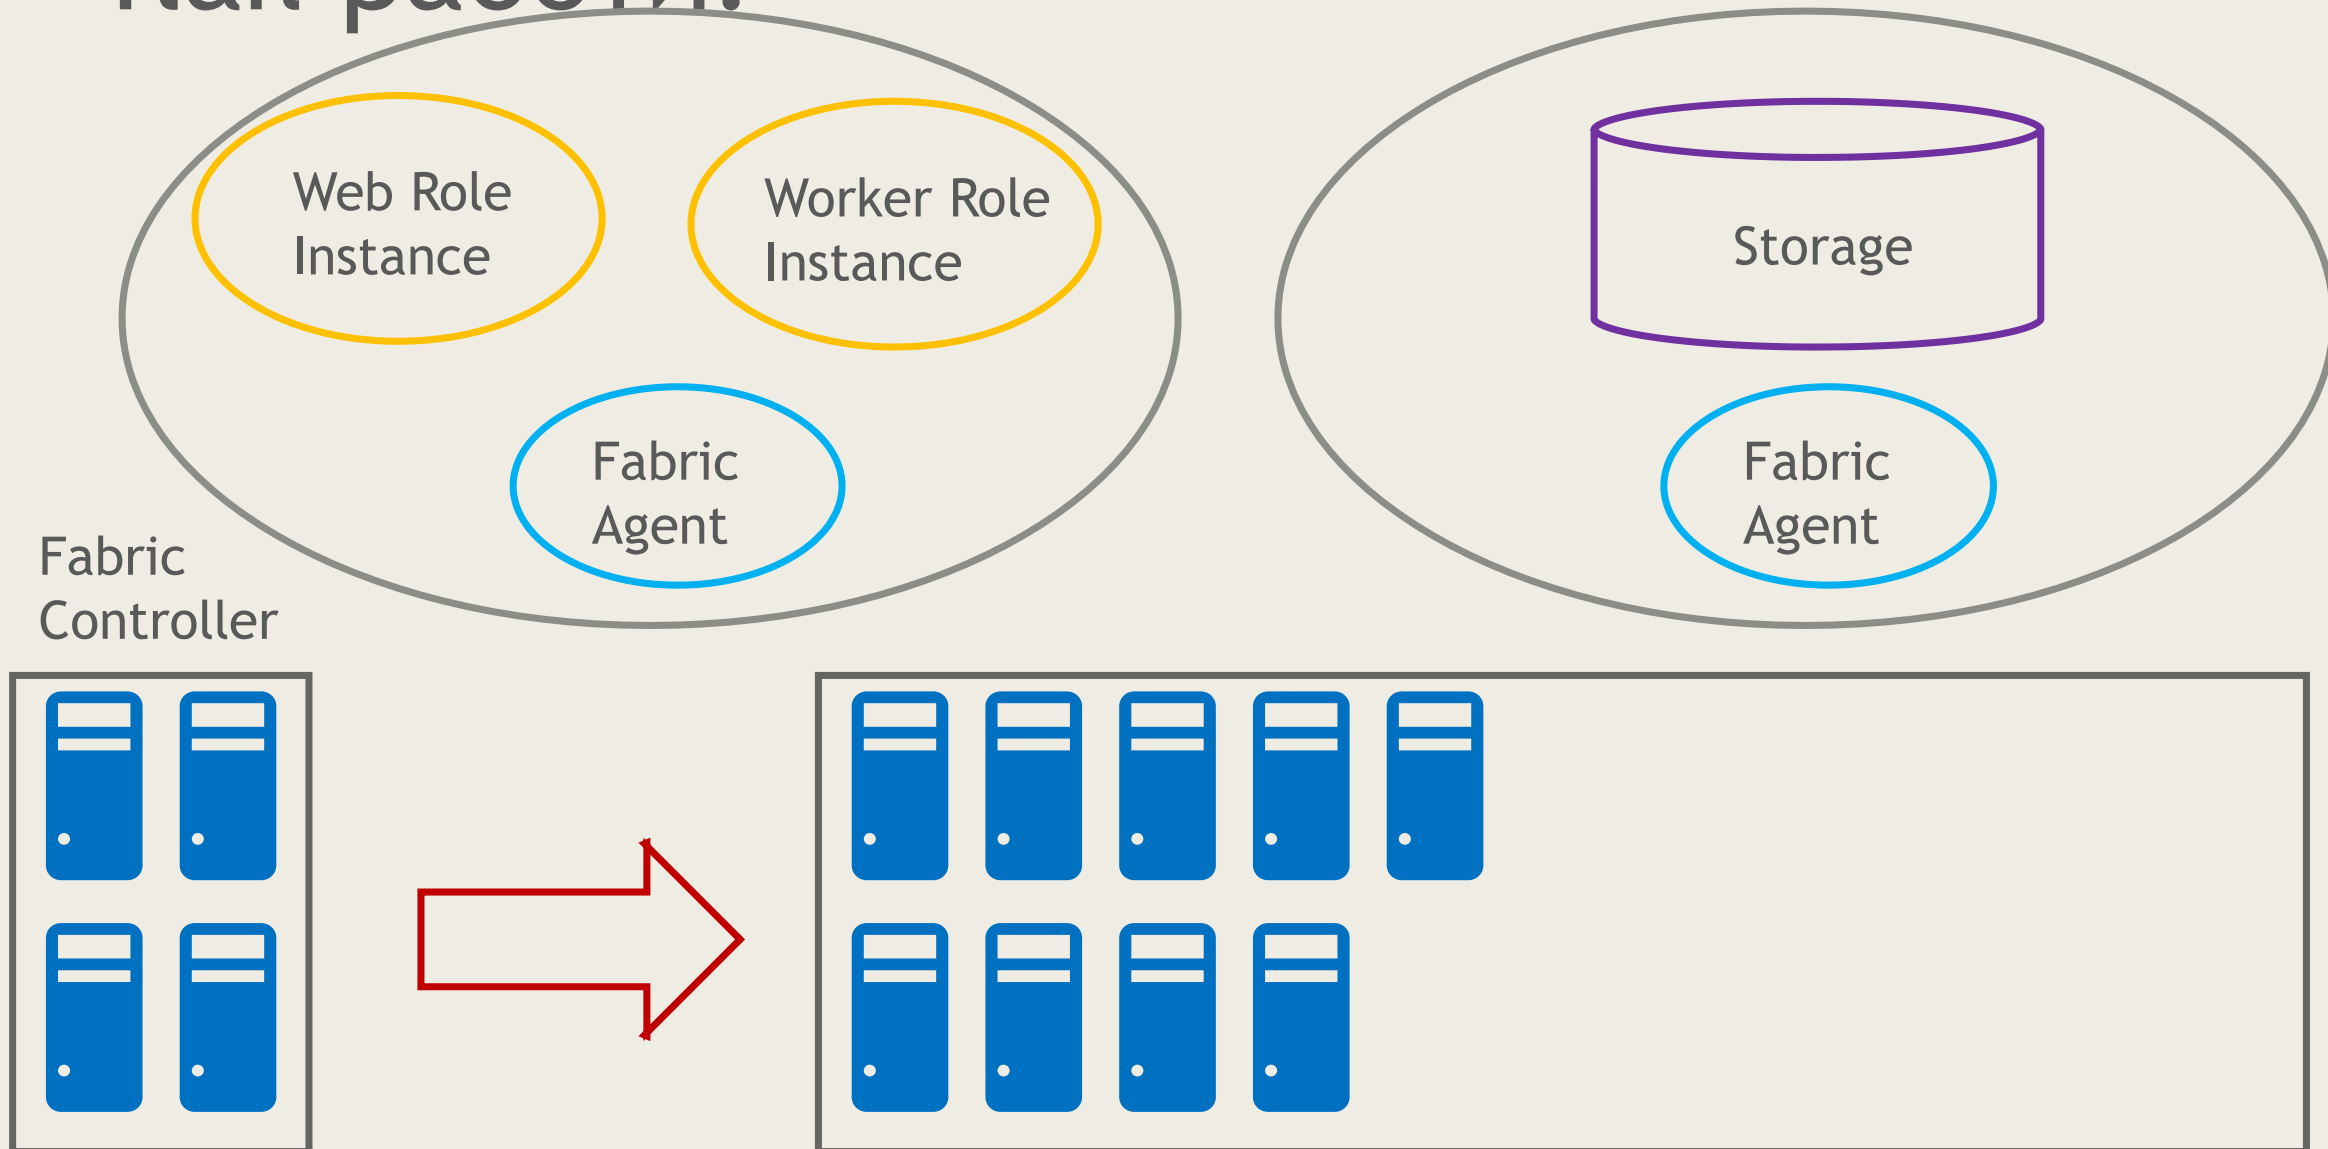 Web Role
Instance
Worker Role
Instance
Storage
Fabric
Agent
Fabric
Agent
Fabric
Controller